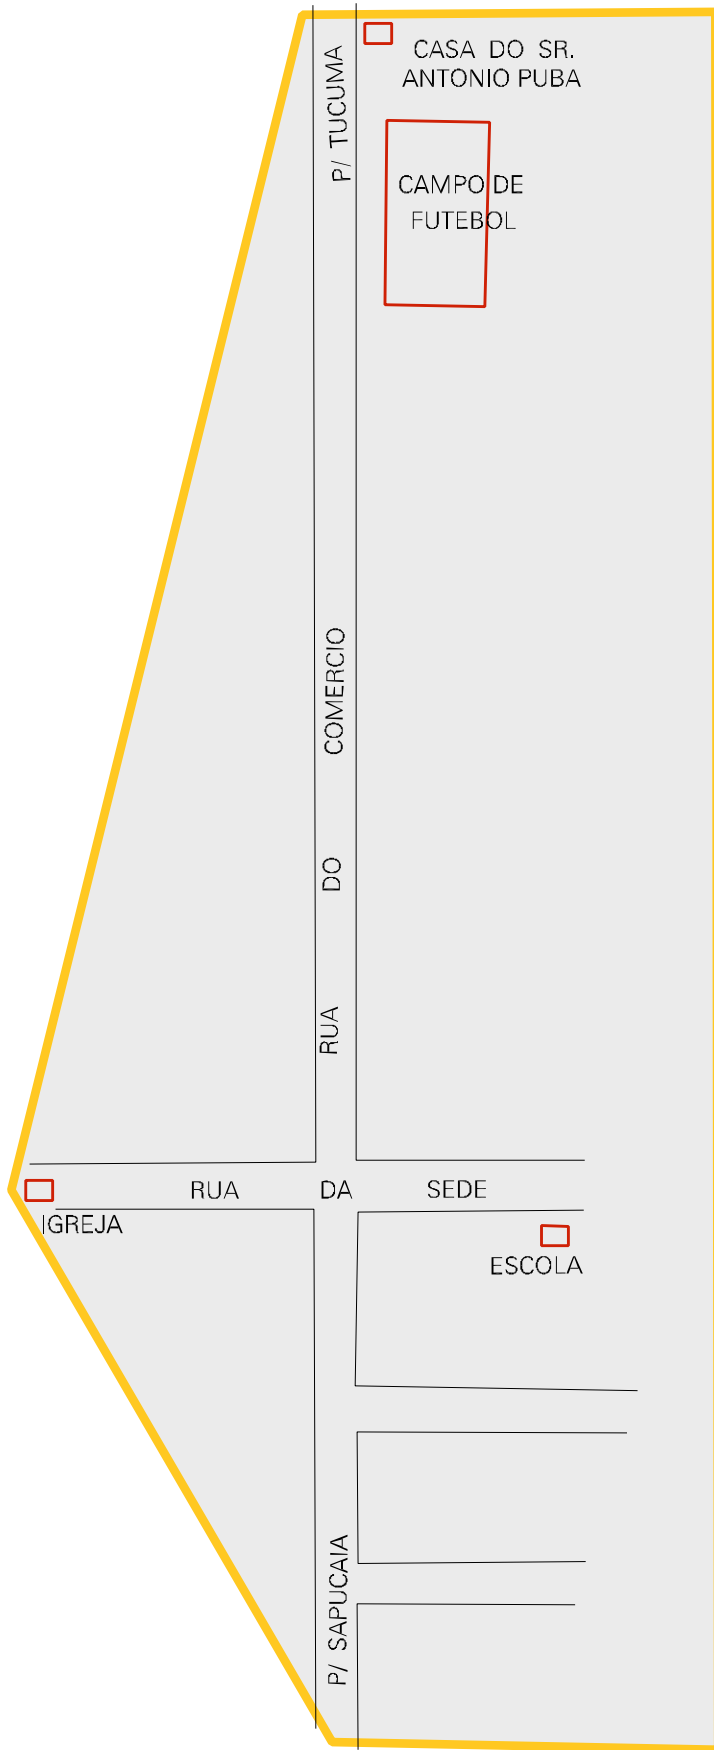 P/ TUCUMA
CASA DO SR.
ANTONIO PUBA
CAMPO DE
FUTEBOL
RUA DO COMERCIO
RUA DA SEDE
IGREJA
ESCOLA
P/ SAPUCAIA